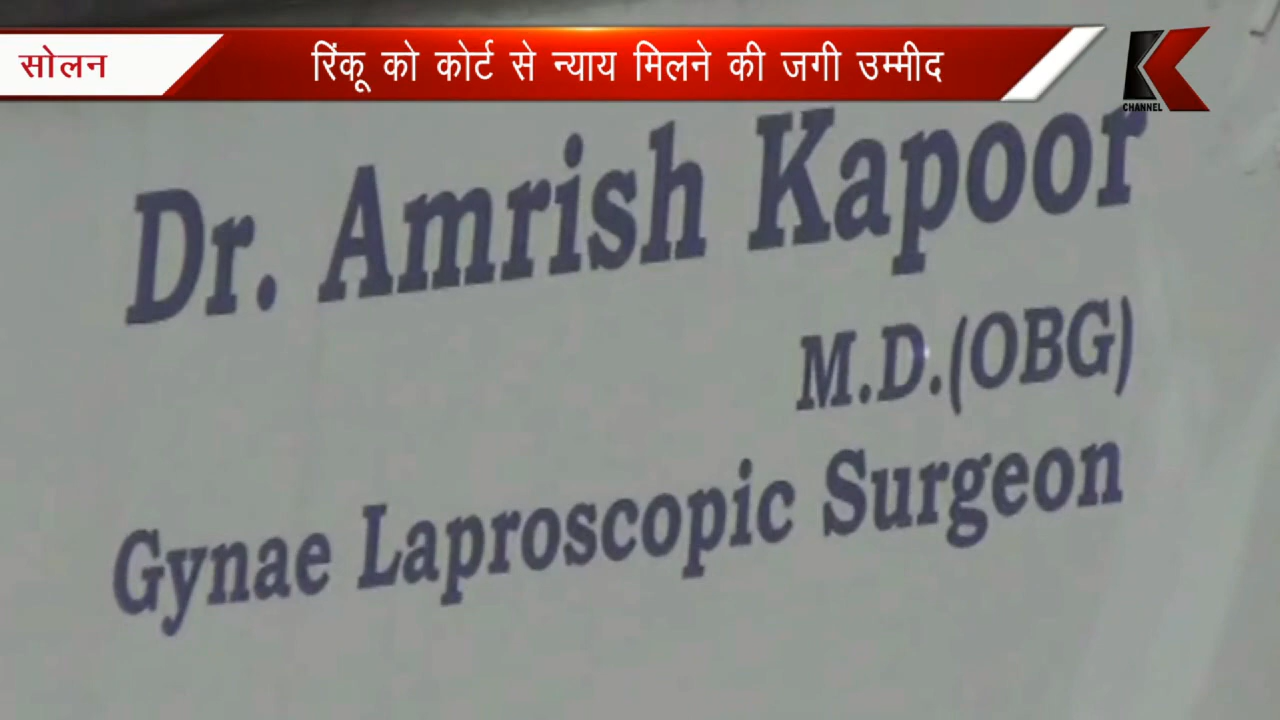 सोलन
रिंकू को कोर्ट से न्याय मिलने की जगी उम्मीद
K
CHANNEL
Dr. Amrish Kapoor
M.D.(OBG)
Gynae Laproscopic Surgeon